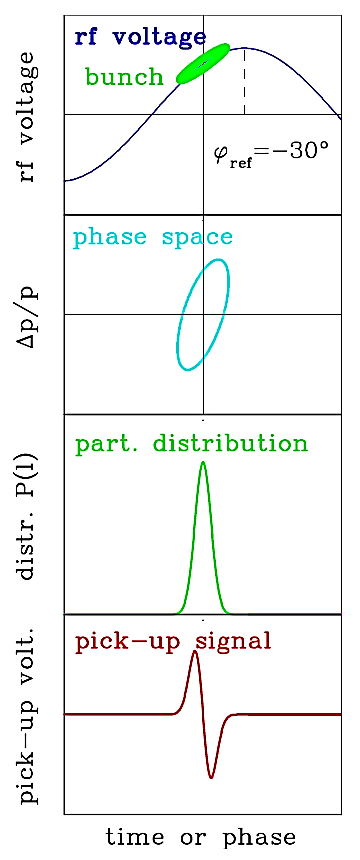 rf voltage
bunch
rf voltage
φref=−30°
phase space
Δp/p
part. distribution
distr. P(l)
pick−up signal
pick−up volt.
time or phase